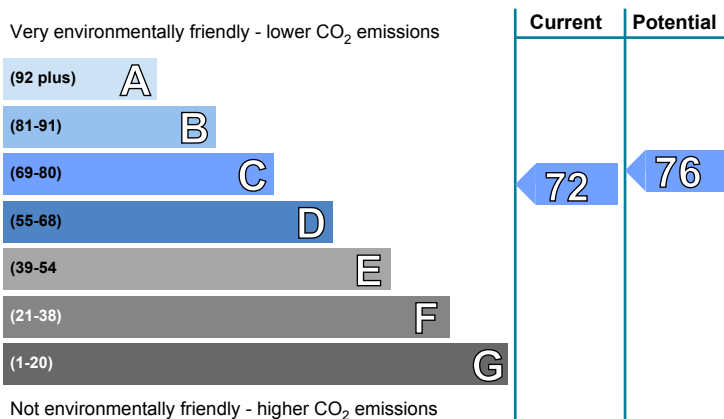 Very environmentally friendly - lower CO2 emissions
Current
Potential
(92 plus) A
(81-91) B
(69-80) C
(55-68) D
(39-54 E
(21-38) F
(1-20) G
72
76
Not environmentally friendly - higher CO2 emissions